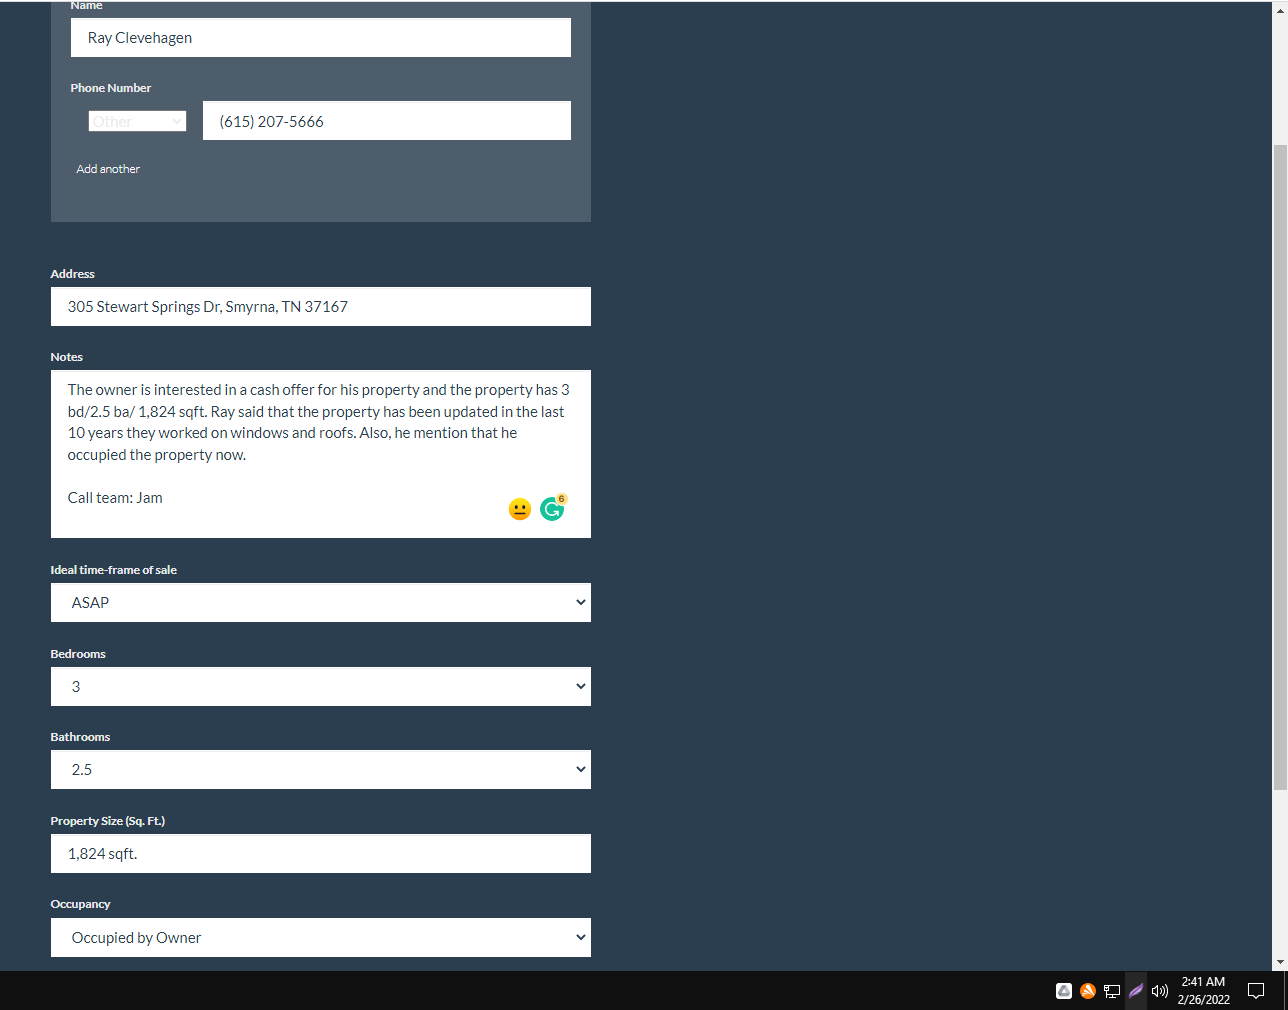 Name
Ray Clevehagen
Phone Number
Other
(615) 207-5666
Add another
Address
305 Stewart Springs Dr, Smyrna, TN 37167
Notes
The owner is interested in a cash offer for his property and the property has 3
bd/2.5 ba/ 1,824 sqft. Ray said that the property has been updated in the last
10 years they worked on windows and roofs. Also, he mention that he
occupied the property now.
Call team: Jam
6
Ideal time-frame of sale
ASAP
Bedrooms
3
Bathrooms
2.5
Property Size (Sq. Ft.)
1,824 sqft.
Occupancy
Occupied by Owner
2:41 AM
2/26/2022